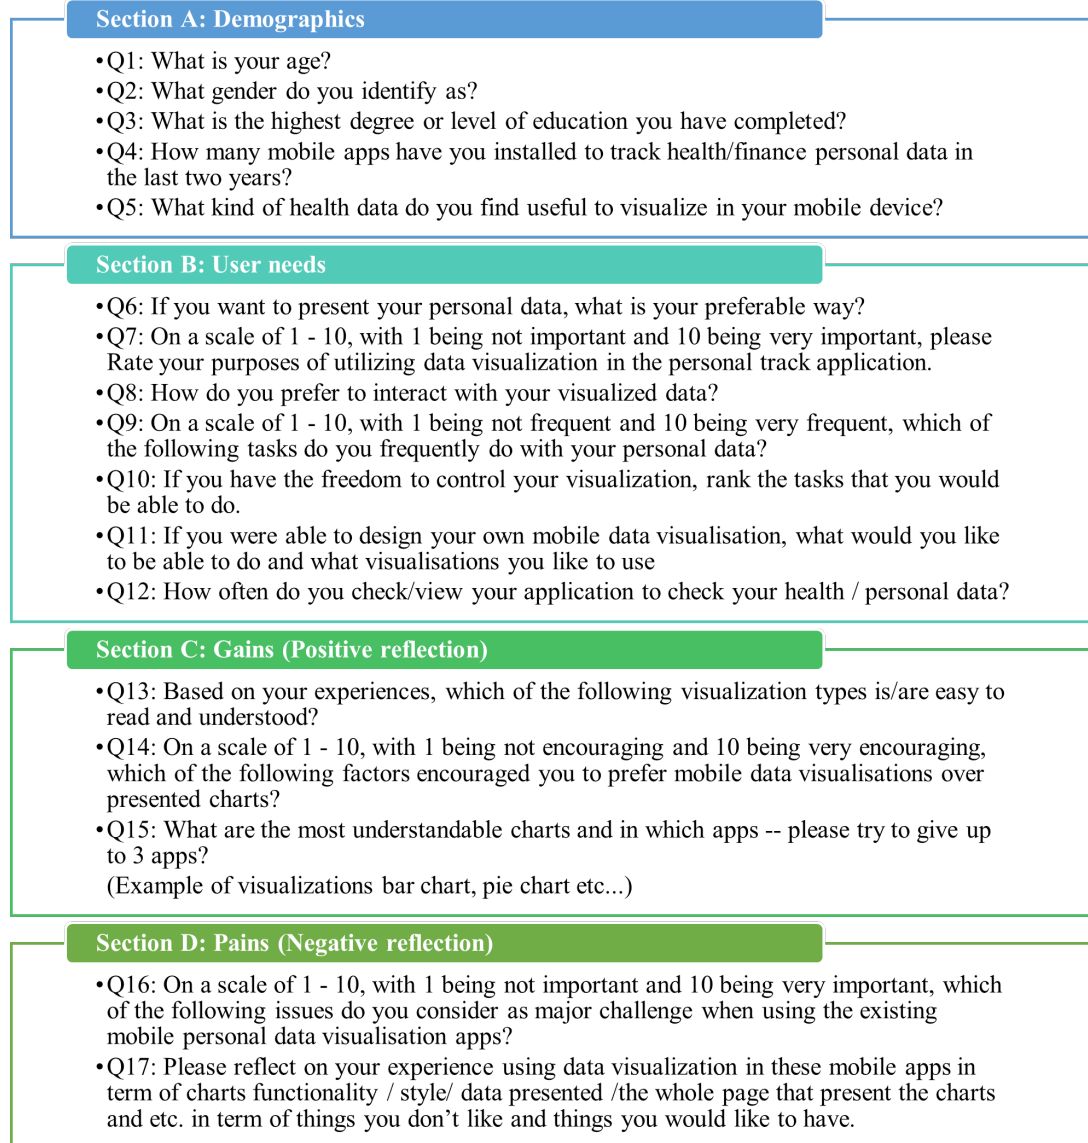 Section A: Demographics
•Q1: What is your age?
•Q2: What gender do you identify as?
•Q3: What is the highest degree or level of education you have completed?
•Q4: How many mobile apps have you installed to track health/finance personal data in
the last two years?
•Q5: What kind of health data do you find useful to visualize in your mobile device?
Section B: User needs
•Q6: If you want to present your personal data, what is your preferable way?
•Q7: On a scale of 1 - 10, with 1 being not important and 10 being very important, please
Rate your purposes of utilizing data visualization in the personal track application.
•Q8: How do you prefer to interact with your visualized data?
•Q9: On a scale of 1 - 10, with 1 being not frequent and 10 being very frequent, which of
the following tasks do you frequently do with your personal data?
•Q10: If you have the freedom to control your visualization, rank the tasks that you would
be able to do.
•Q11: If you were able to design your own mobile data visualisation, what would you like
to be able to do and what visualisations you like to use
•Q12: How often do you check/view your application to check your health / personal data?
Section C: Gains (Positive reflection)
•Q13: Based on your experiences, which of the following visualization types is/are easy to
read and understood?
•Q14: On a scale of 1 - 10, with 1 being not encouraging and 10 being very encouraging,
which of the following factors encouraged you to prefer mobile data visualisations over
presented charts?
•Q15: What are the most understandable charts and in which apps -- please try to give up
to 3 apps?
(Example of visualizations bar chart, pie chart etc...)
Section D: Pains (Negative reflection)
•Q16: On a scale of 1 - 10, with 1 being not important and 10 being very important, which
of the following issues do you consider as major challenge when using the existing
mobile personal data visualisation apps?
•Q17: Please reflect on your experience using data visualization in these mobile apps in
term of charts functionality / style/ data presented /the whole page that present the charts
and etc. in term of things you don’t like and things you would like to have.